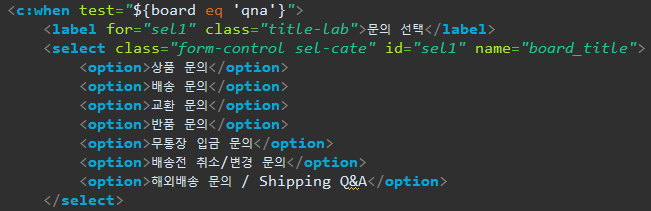 <c:when test="${board eq 'qna'}">
<label for="sel1" class="title-lab">문의 선택</label>
<select class="form-control sel-cate" id="sel1" name="board_title">
<option>상품 문의</option>
<option>배송 문의</option>
<option>교환 문의</option>
<option>반품 문의</option>
<option>무통장 입금 문의</option>
<option>배송전 취소/변경 문의</option>
<option>해외배송 문의 / Shipping Q&A</option>
</select>